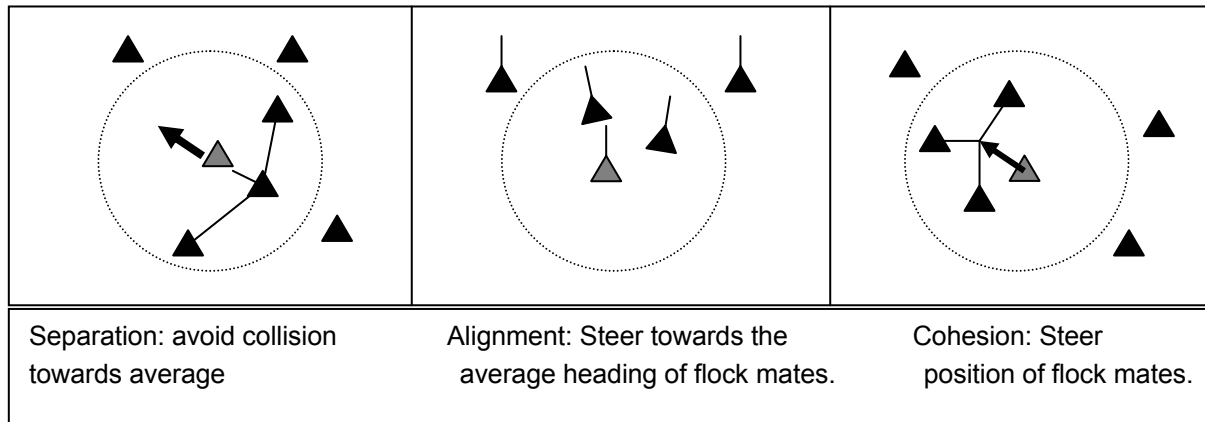 Separation: avoid collision Alignment: Steer towards the Cohesion: Steer
towards average average heading of flock mates. position of flock mates.